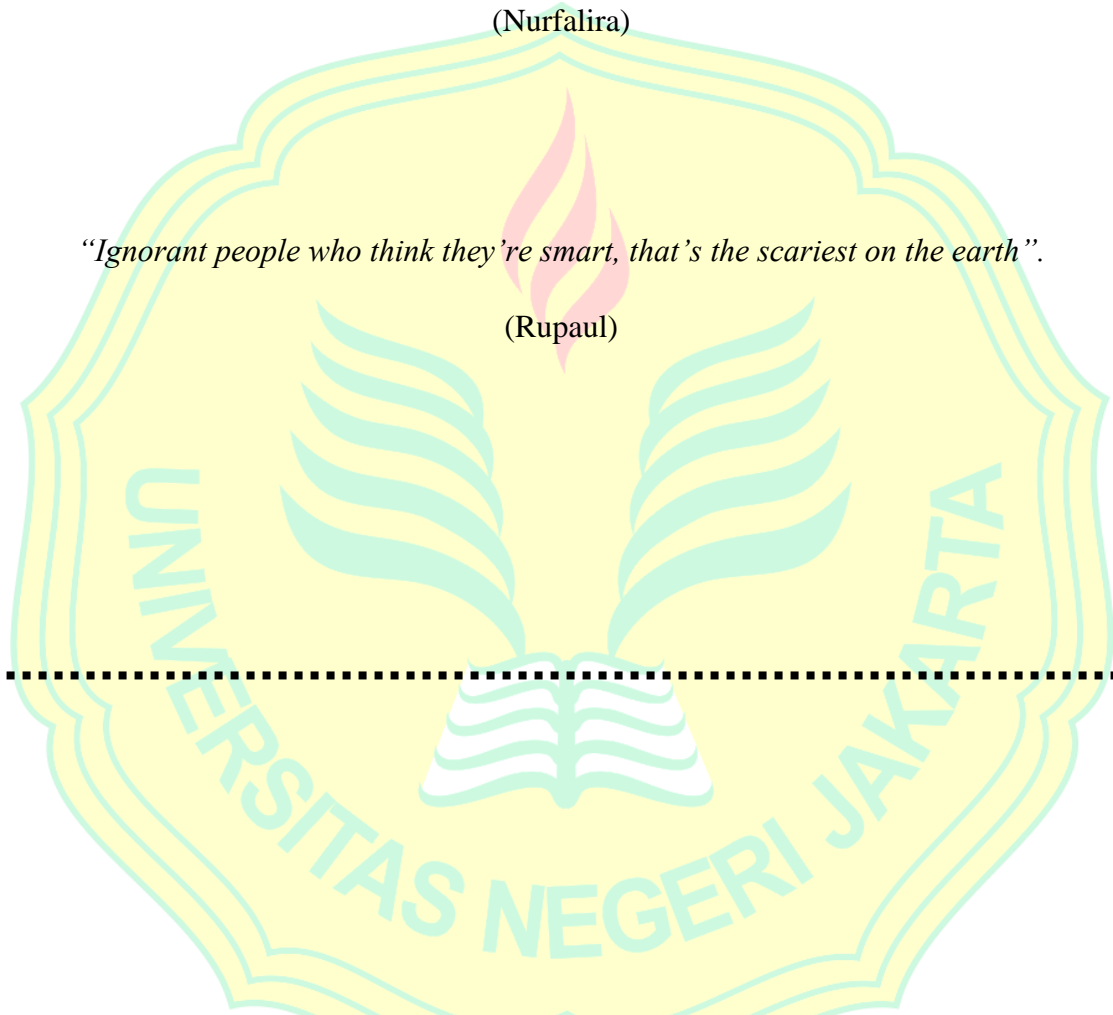 (Nurfalira)
“Ignorant people who think they’re smart, that’s the scariest on the earth”.
(Rupaul)
UNIVERSITAS NEGERI JAKARTA